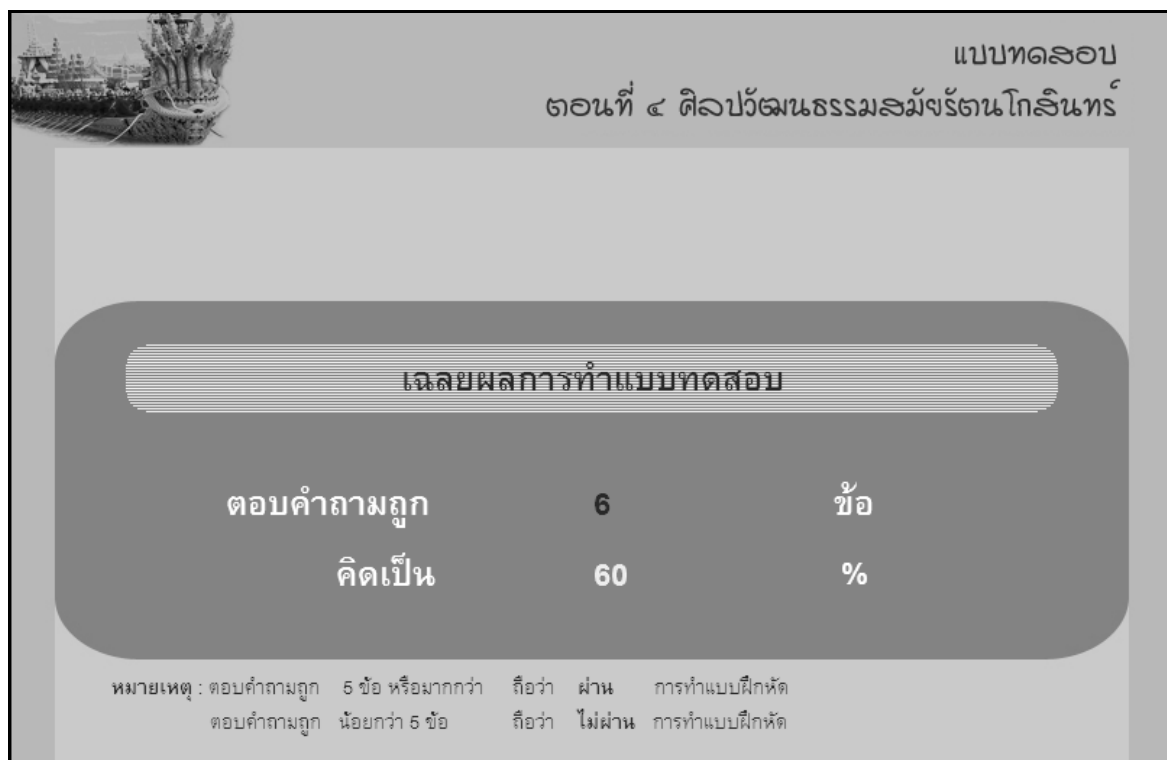 แบบทดสอบ
ตอนที่ ๔ ศิลปวัฒนธรรมสมัยรัตนโกสินทร์
เฉลยผลการทำแบบทดสอบ
ตอบคำถามถูก 6 ข้อ
คิดเป็น 60 %
หมายเหตุ : ตอบคำถามถูก 5 ข้อ หรือมากกว่า ถือว่า ผ่าน การทำแบบฝึกหัด
ตอบคำถามถูก น้อยกว่า 5 ข้อ ถือว่า ไม่ผ่าน การทำแบบฝึกหัด